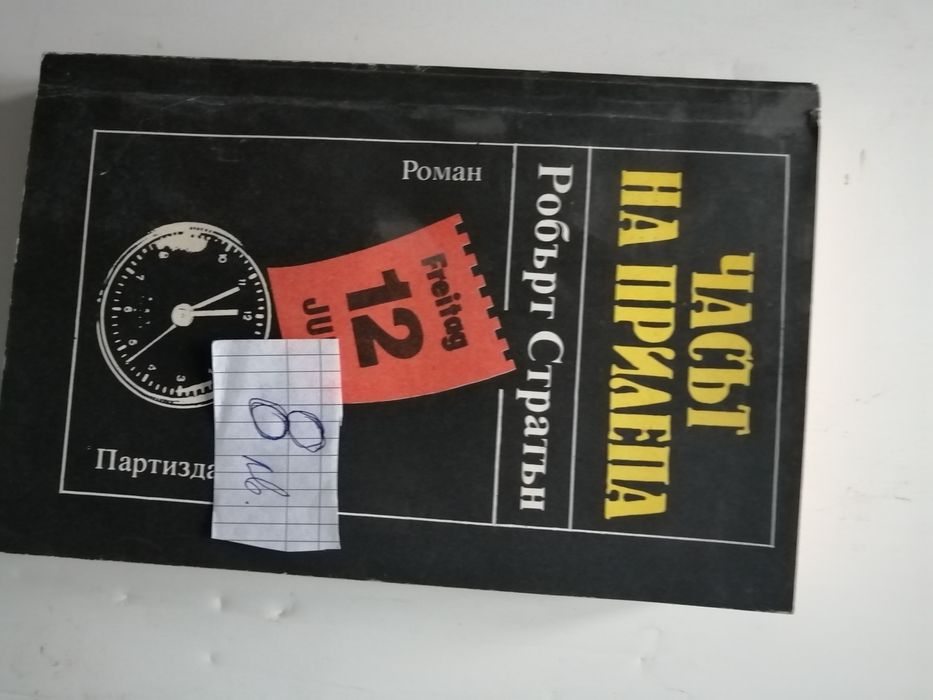 ЧАСЪТ
НА ПРИЛЕПА
Робърт Стратън
Роман
Freitag
12
JU
8 лв.
Партизда